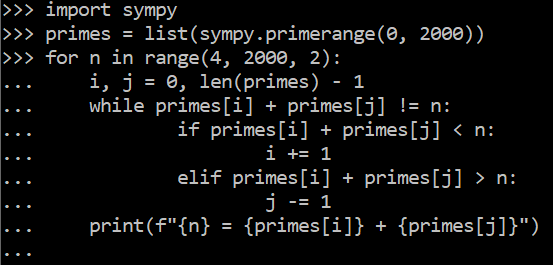 >>> import sympy
>>> primes = list(sympy.primerange(0, 2000))
>>> for n in range(4, 2000, 2):
...     i, j = 0, len(primes) - 1
...     while primes[i] + primes[j] != n:
...             if primes[i] + primes[j] < n:
...                     i += 1
...             elif primes[i] + primes[j] > n:
...                     j -= 1
...     print(f"{n} = {primes[i]} + {primes[j]}")
...